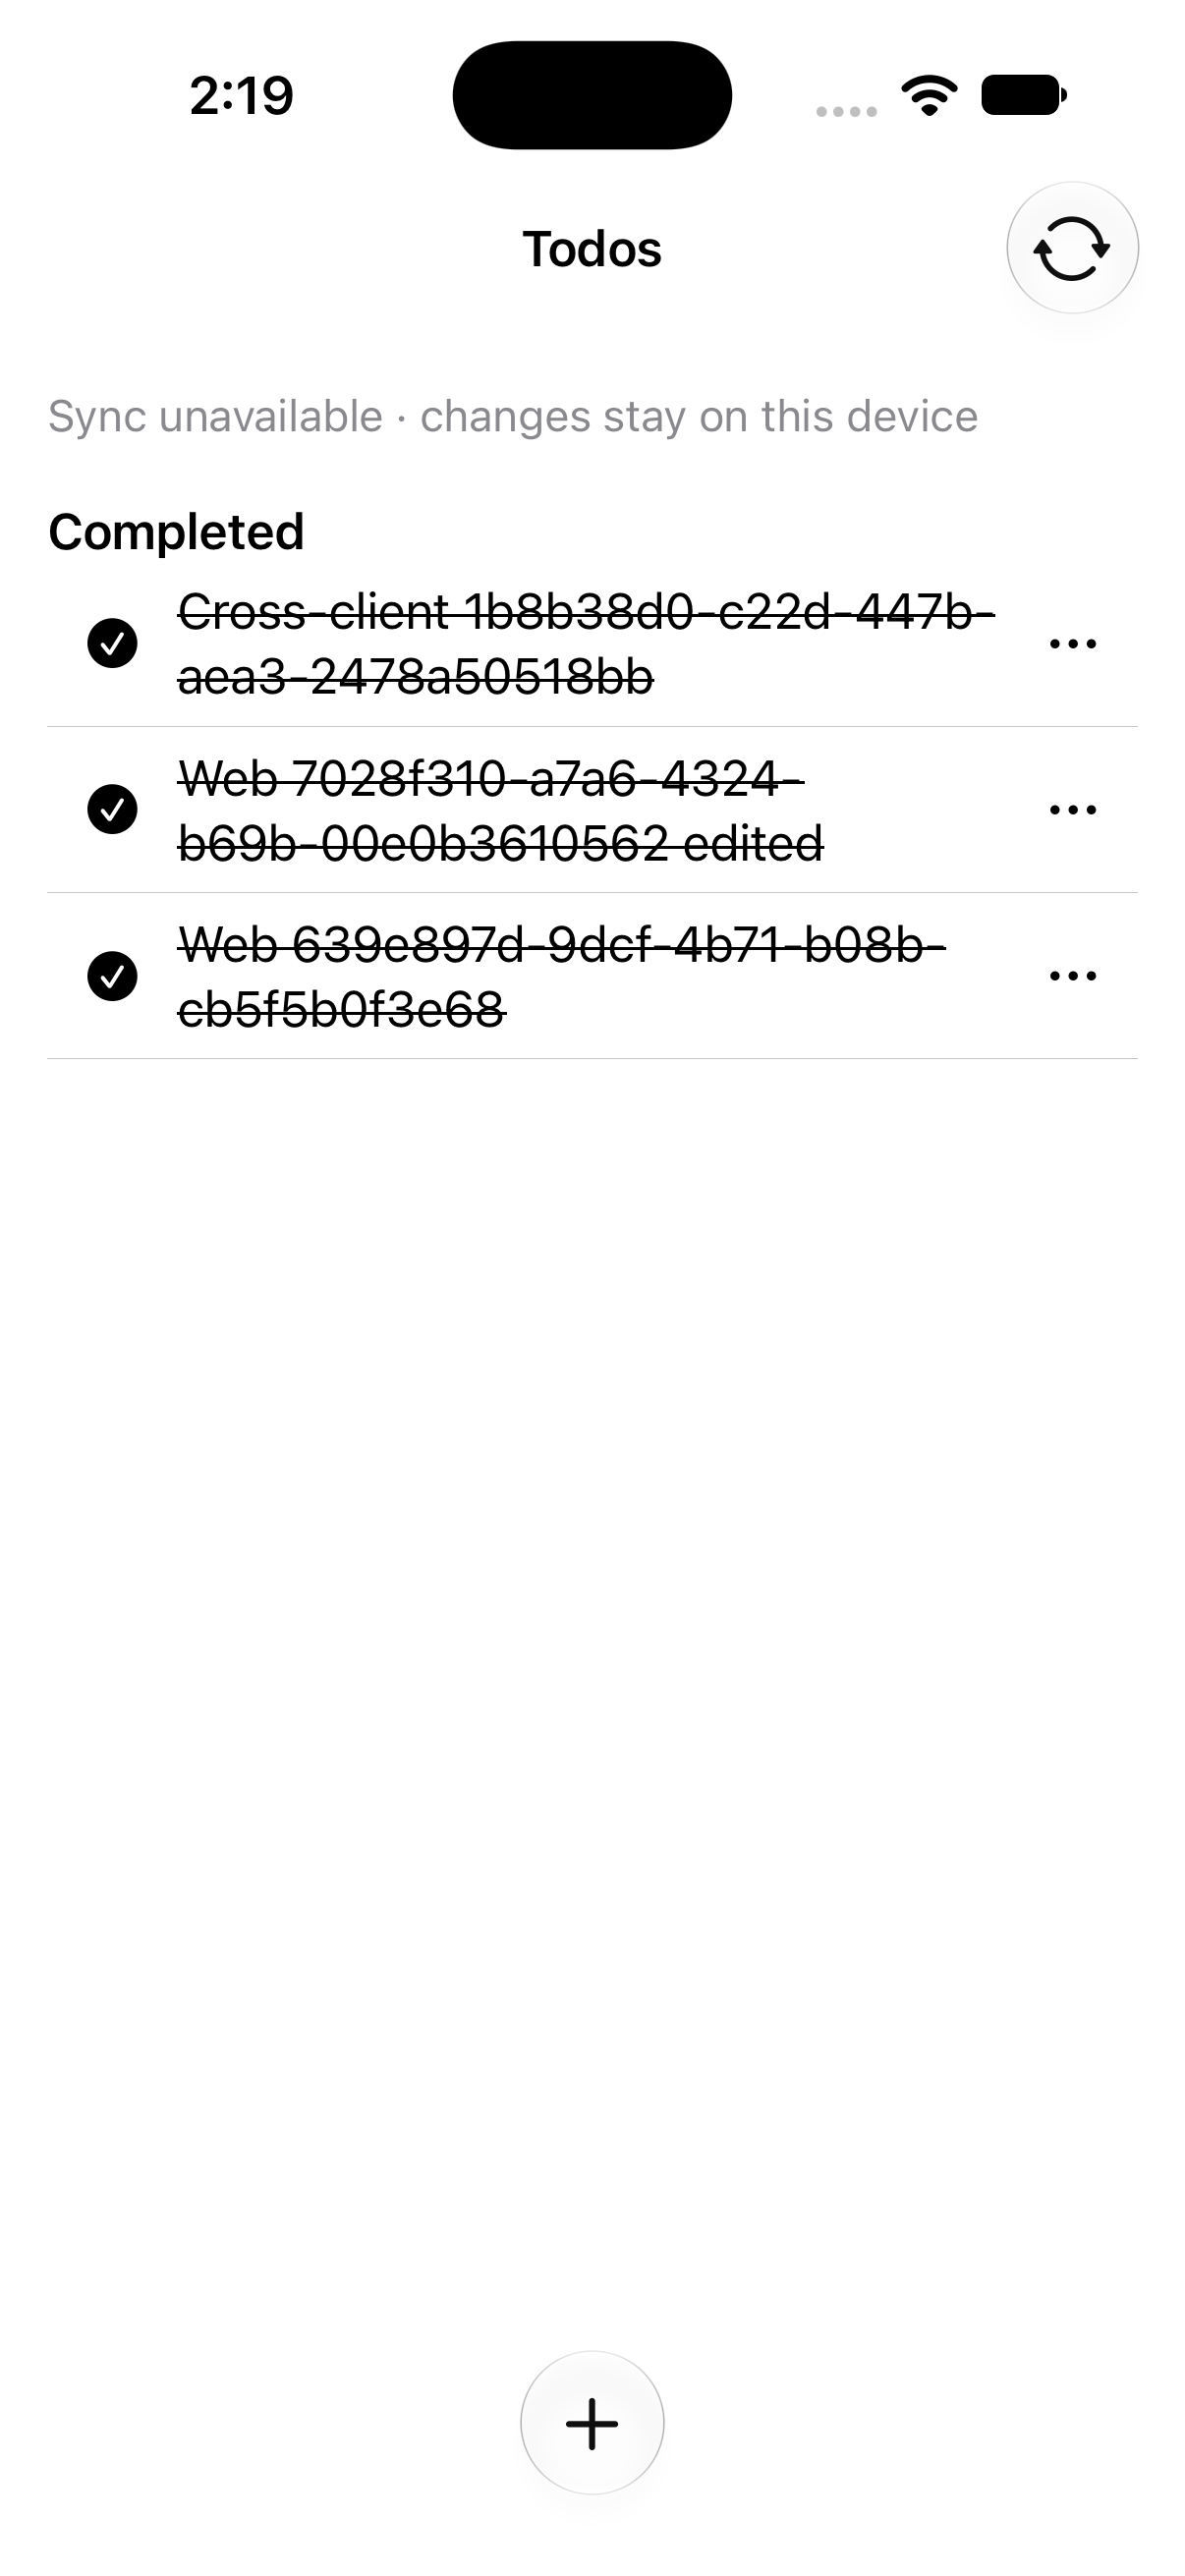 2:19
Todos
Sync unavailable · changes stay on this device
Completed
Cross-client 1b8b38d0-c22d-447b-
aea3-2478a50518bb
Web 7028f310-a7a6-4324-
b69b-00e0b3610562 edited
Web 639e897d-9dcf-4b71-b08b-
cb5f5b0f3e68